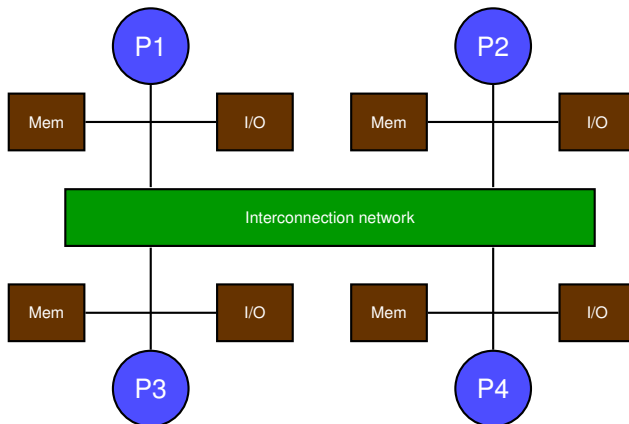 P1
P2
Mem
I/O
Mem
I/O
Interconnection network
Mem
I/O
Mem
I/O
P3
P4